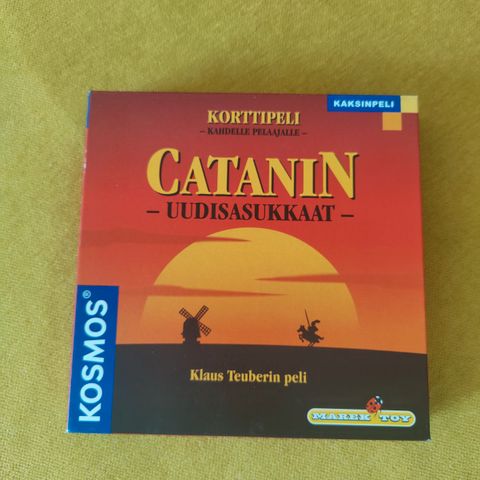 KAKSINPELI
KORTTIPELI
– KAHDELLE PELAAJALLE –
CATANIN
– UUDISASUKKAAT –
Klaus Teuberin peli
KOSMOS®
MAREK TOY